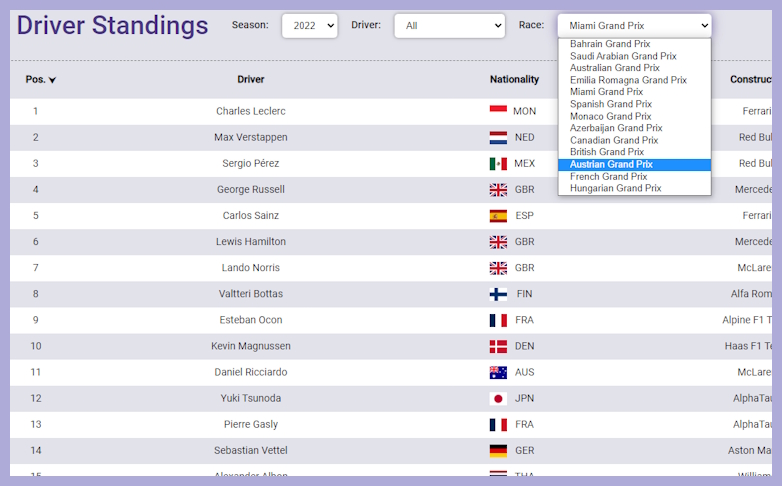 Driver Standings Season: 2022 Driver: All Race: Miami Grand Prix
Bahrain Grand Prix
Saudi Arabian Grand Prix
Australian Grand Prix
Emilia Romagna Grand Prix
Miami Grand Prix
Spanish Grand Prix
Monaco Grand Prix
Azerbaijan Grand Prix
Canadian Grand Prix
British Grand Prix
Austrian Grand Prix
French Grand Prix
Hungarian Grand Prix
Pos. Driver Nationality Construc
1 Charles Leclerc MON Ferrari
2 Max Verstappen NED Red Bul
3 Sergio Pérez MEX Red Bul
4 George Russell GBR Mercede
5 Carlos Sainz ESP Ferrari
6 Lewis Hamilton GBR Mercede
7 Lando Norris GBR McLare
8 Valtteri Bottas FIN Alfa Rom
9 Esteban Ocon FRA Alpine F1 T
10 Kevin Magnussen DEN Haas F1 Te
11 Daniel Ricciardo AUS McLare
12 Yuki Tsunoda JPN AlphaTau
13 Pierre Gasly FRA AlphaTau
14 Sebastian Vettel GER Aston Ma
15 Alexander Albon THA William